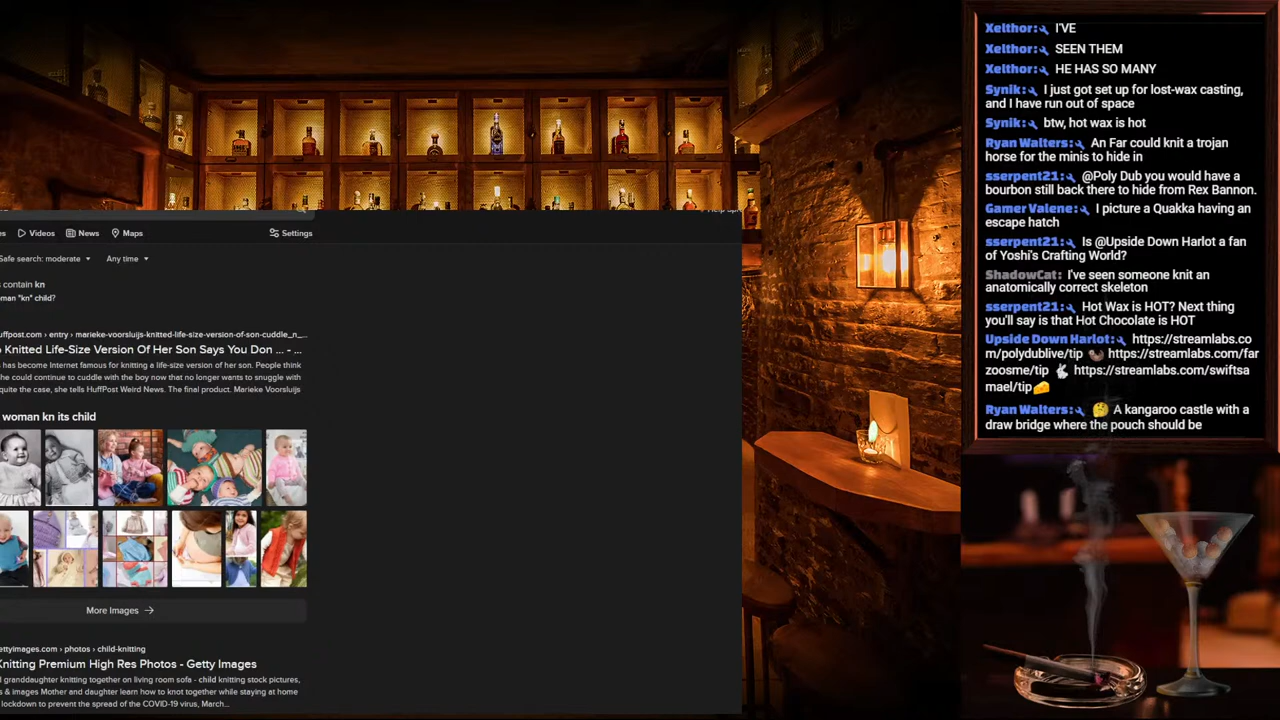 Videos
News
Maps
Settings
Safe search: moderate
Any time
contain kn
"kn" child?
entry › marieke-voorsluijs-knitted-life-size-version-of-son-cuddle_n_...
Knitted Life-Size Version Of Her Son Says You Don ... - ...
has become Internet famous for knitting a life-size version of her son. People think
she could continue to cuddle with the boy now that no longer wants to snuggle with
quite the case, she tells HuffPost Weird News. The final product. Marieke Voorsluijs
woman kn its child
More Images →
photos › child-knitting
Knitting Premium High Res Photos - Getty Images
granddaughter knitting together on living room sofa - child knitting stock pictures,
& images Mother and daughter learn how to knot together while staying at home
lockdown to prevent the spread of the COVID-19 virus, March...
Xelthor: I'VE
Xelthor: SEEN THEM
Xelthor: HE HAS SO MANY
Synik: I just got set up for lost-wax casting,
and I have run out of space
Synik: btw, hot wax is hot
Ryan Walters: An Far could knit a trojan
horse for the minis to hide in
sserpent21: @Poly Dub you would have a
bourbon still back there to hide from Rex Bannon.
Gamer Valene: I picture a Quakka having an
escape hatch
sserpent21: Is @Upside Down Harlot a fan
of Yoshi's Crafting World?
ShadowCat: I've seen someone knit an
anatomically correct skeleton
sserpent21: Hot Wax is HOT? Next thing
you'll say is that Hot Chocolate is HOT
Upside Down Harlot: https://streamlabs.co
m/polydublive/tip 🦦 https://streamlabs.com/far
zoosme/tip 🐇 https://streamlabs.com/swiftsa
mael/tip🧀
Ryan Walters: 🤔 A kangaroo castle with a
draw bridge where the pouch should be